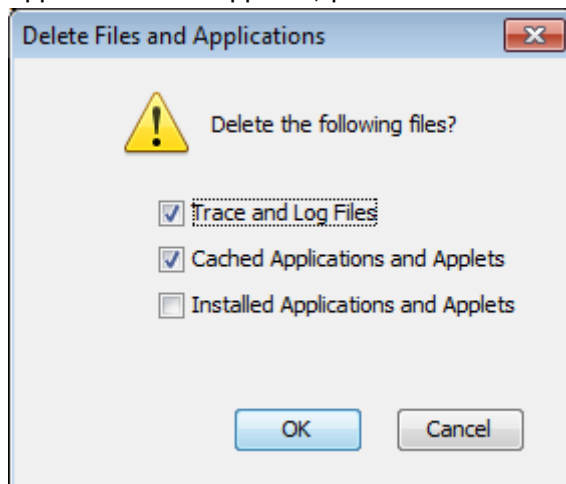 Delete Files and Applications
Delete the following files?
Trace and Log Files
Cached Applications and Applets
Installed Applications and Applets
OK Cancel